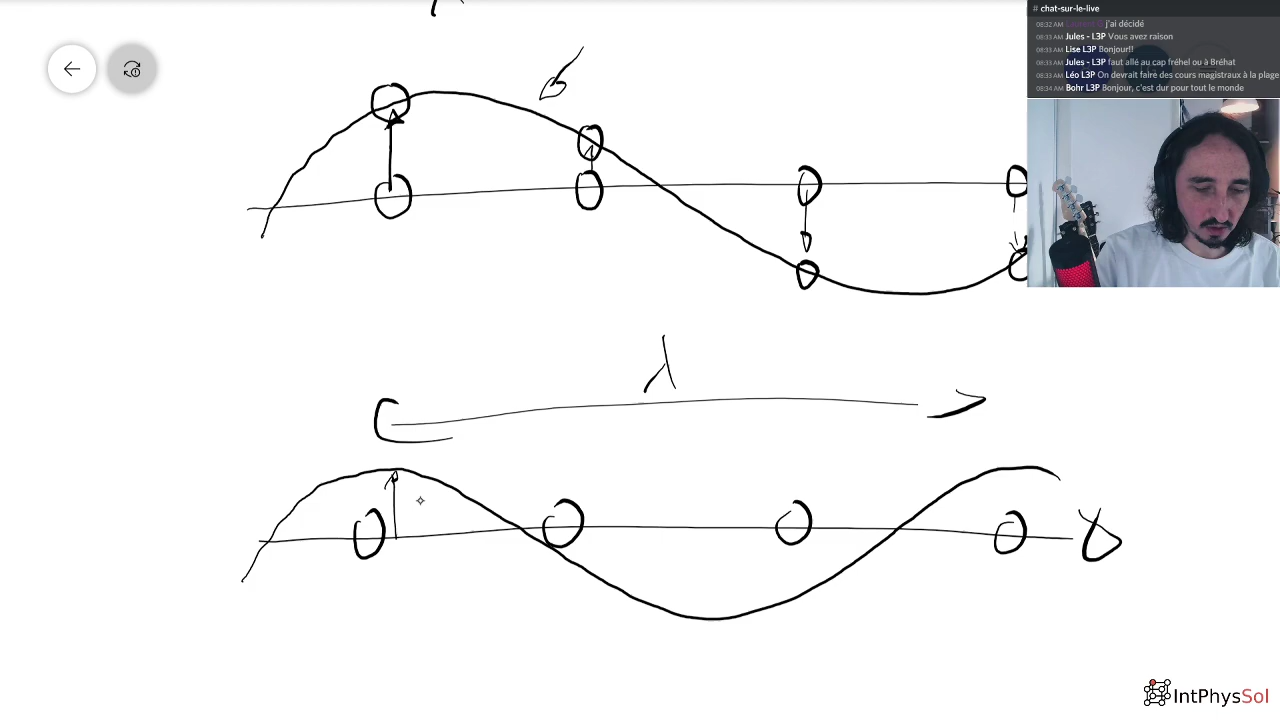 # chat-sur-le-live
08:32 AM Laurent G j'ai décidé
08:33 AM Jules - L3P Vous avez raison
08:33 AM Lise L3P Bonjour!!
08:33 AM Jules - L3P faut allé au cap fréhel ou à Bréhat
08:33 AM Léo L3P On devrait faire des cours magistraux à la plage
08:34 AM Bohr L3P Bonjour, c'est dur pour tout le monde
λ
IntPhysSol